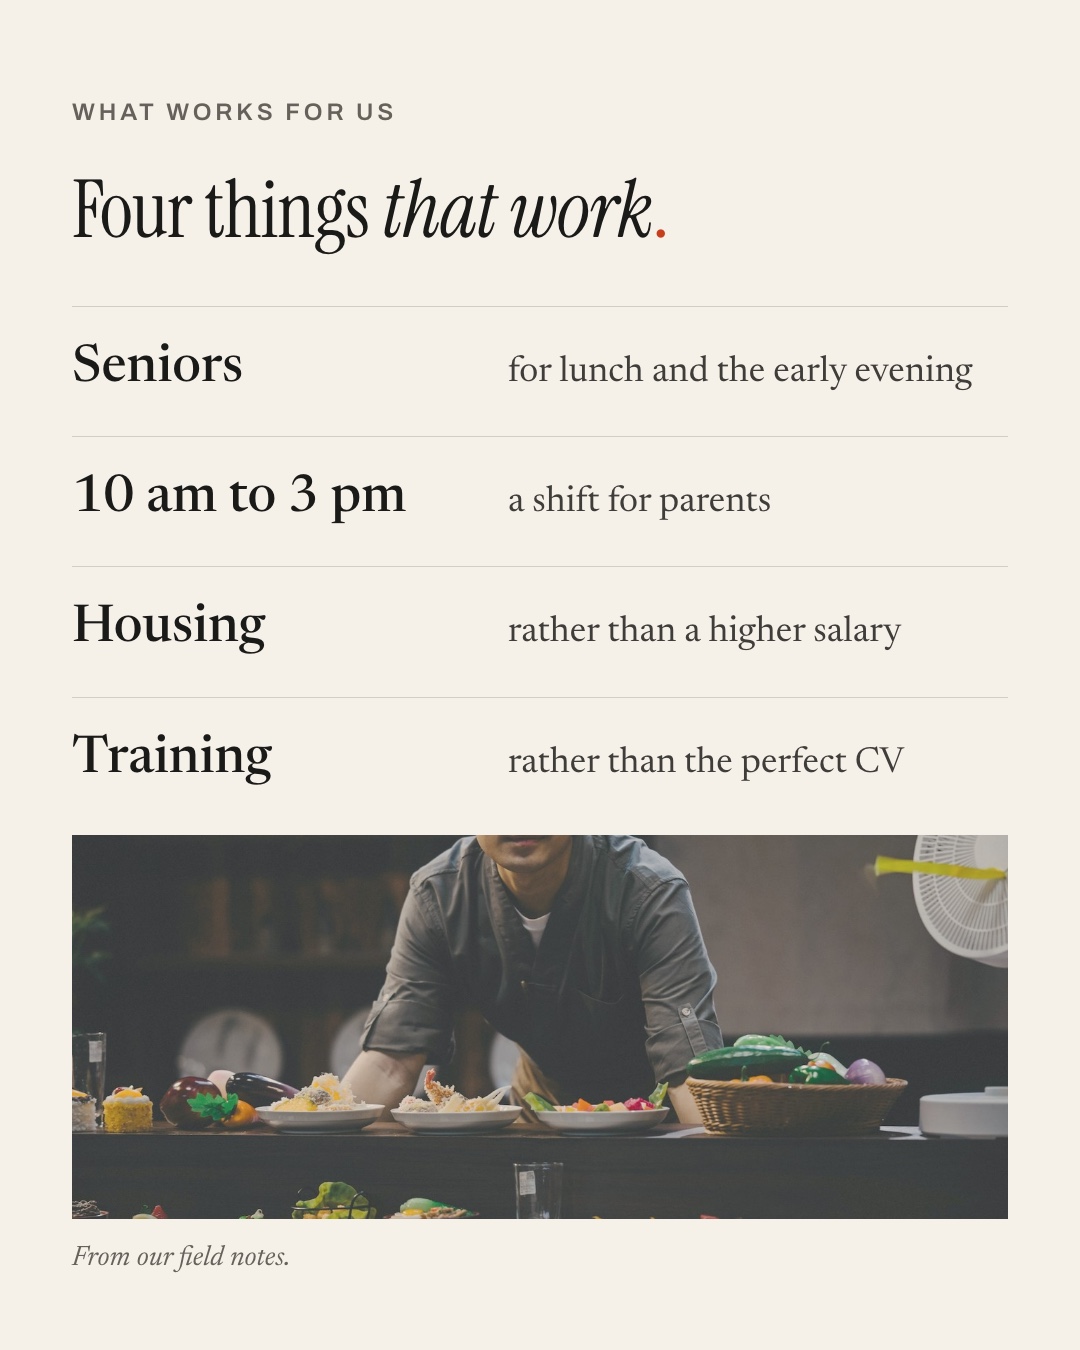 WHAT WORKS FOR US
Four things that work.
Seniors for lunch and the early evening
10 am to 3 pm a shift for parents
Housing rather than a higher salary
Training rather than the perfect CV
From our field notes.